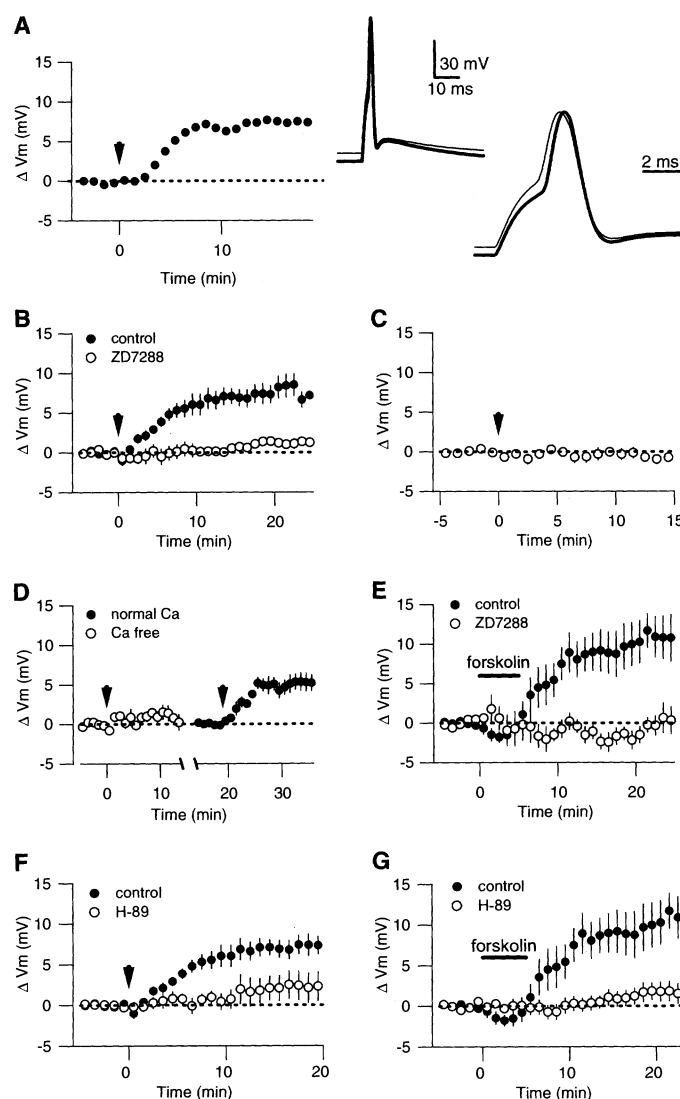 A
15
10
5
0
-5
Δ Vm (mV)
0 10
Time (min)
30 mV
10 ms
2 ms
B
control
ZD7288
15
10
5
0
-5
Δ Vm (mV)
0 10 20
Time (min)
C
15
10
5
0
-5
Δ Vm (mV)
-5 0 5 10 15
Time (min)
D
normal Ca
Ca free
15
10
5
0
-5
Δ Vm (mV)
0 10 20 30
Time (min)
E
control
ZD7288
forskolin
15
10
5
0
-5
Δ Vm (mV)
0 10 20
Time (min)
F
control
H-89
15
10
5
0
-5
Δ Vm (mV)
0 10 20
Time (min)
G
control
H-89
forskolin
15
10
5
0
-5
Δ Vm (mV)
0 10 20
Time (min)